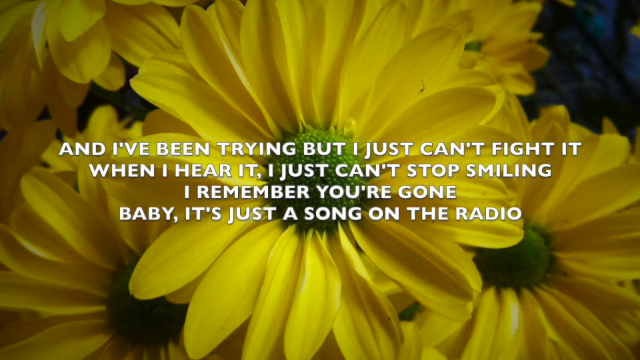 AND I'VE BEEN TRYING BUT I JUST CAN'T FIGHT IT
WHEN I HEAR IT, I JUST CAN'T STOP SMILING
I REMEMBER YOU'RE GONE
BABY, IT'S JUST A SONG ON THE RADIO